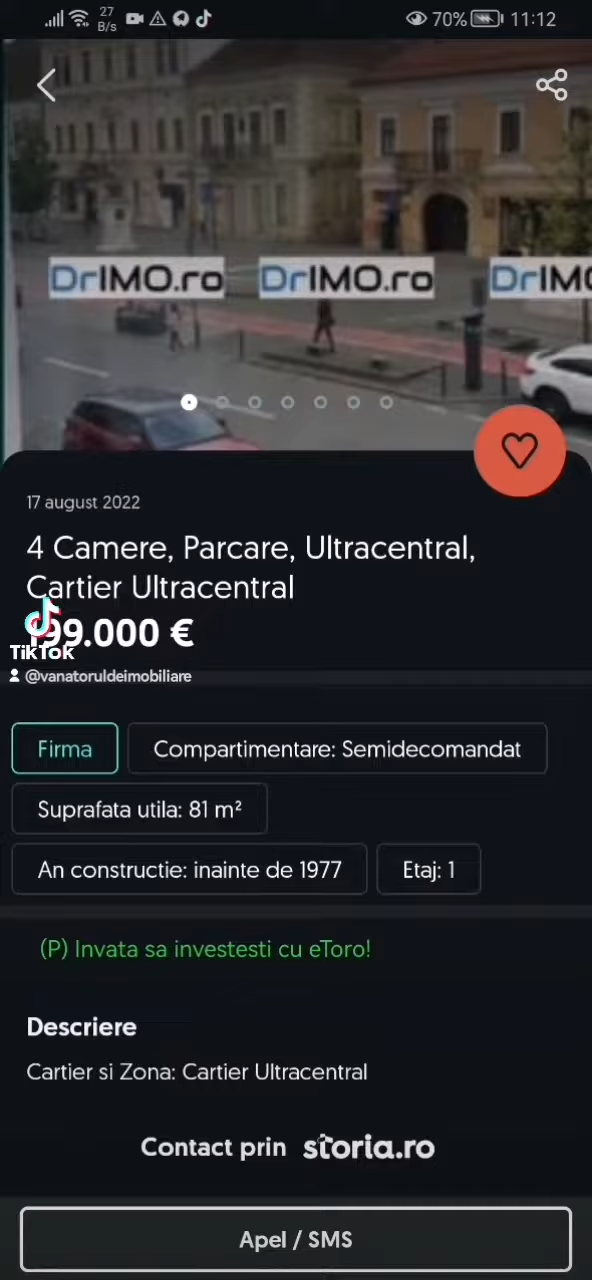 27
B/s
70%
11:12
DrIMO.ro DrIMO.ro DrIMO
17 august 2022
4 Camere, Parcare, Ultracentral,
Cartier Ultracentral
199.000 €
TikTok
@vanatoruldeimobiliare
Firma
Compartimentare: Semidecomandat
Suprafata utila: 81 m²
An constructie: inainte de 1977
Etaj: 1
(P) Invata sa investesti cu eToro!
Descriere
Cartier si Zona: Cartier Ultracentral
Contact prin storia.ro
Apel / SMS